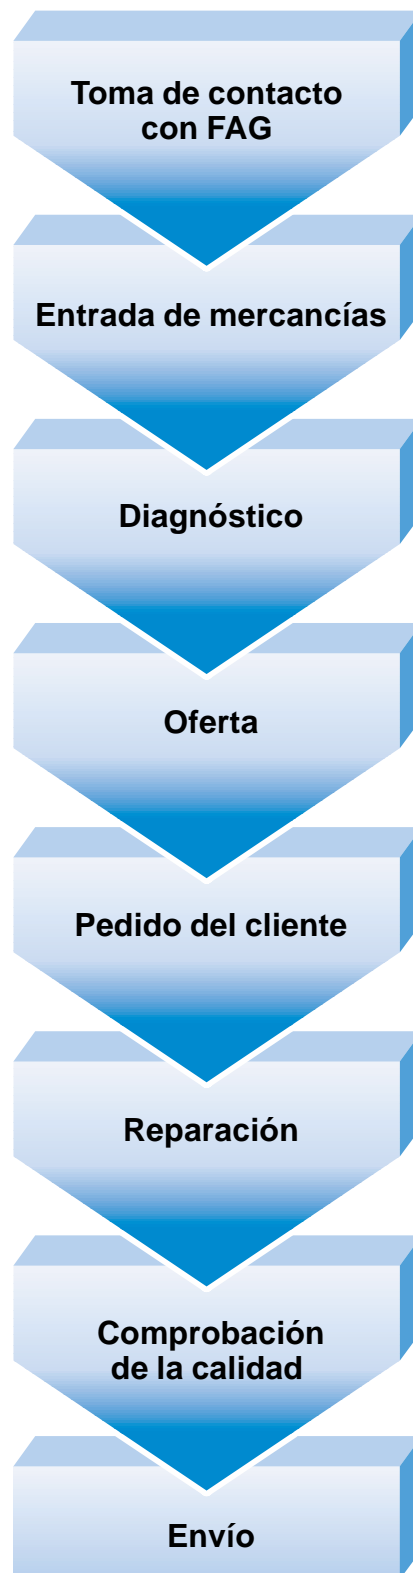 Toma de contacto
con FAG
Entrada de mercancías
Diagnóstico
Oferta
Pedido del cliente
Reparación
Comprobación
de la calidad
Envío